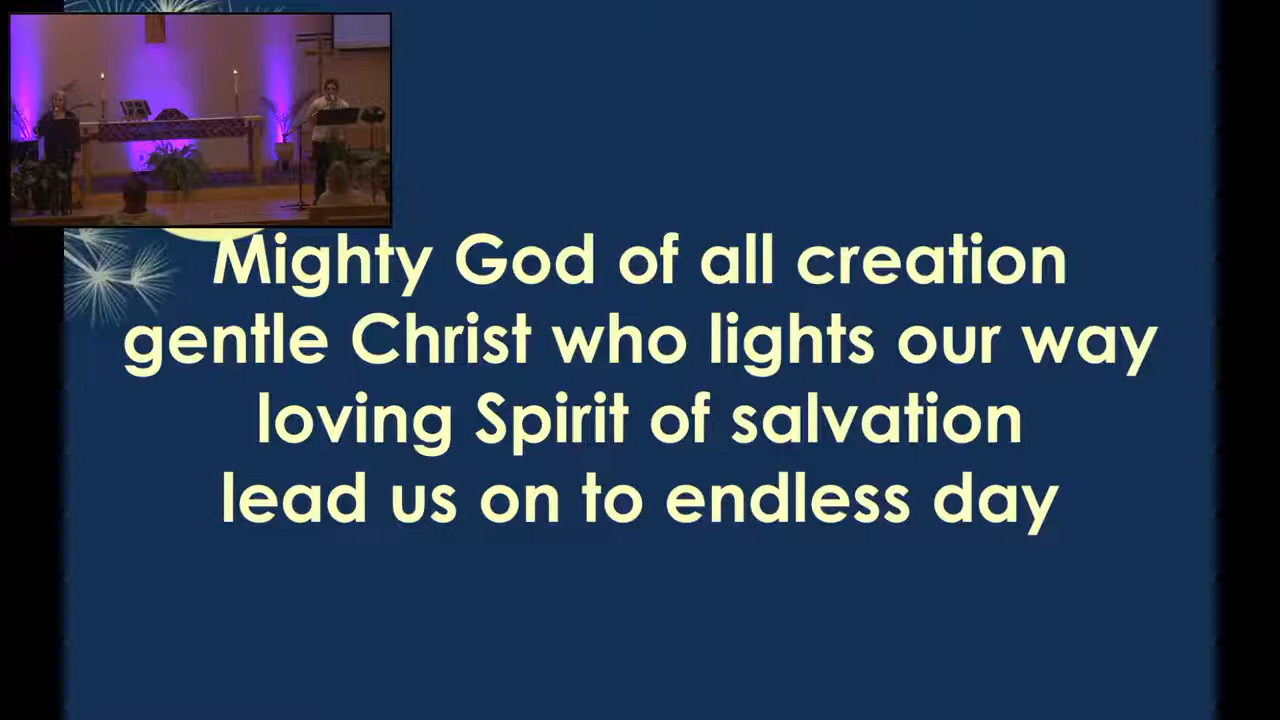 Mighty God of all creation
gentle Christ who lights our way
loving Spirit of salvation
lead us on to endless day